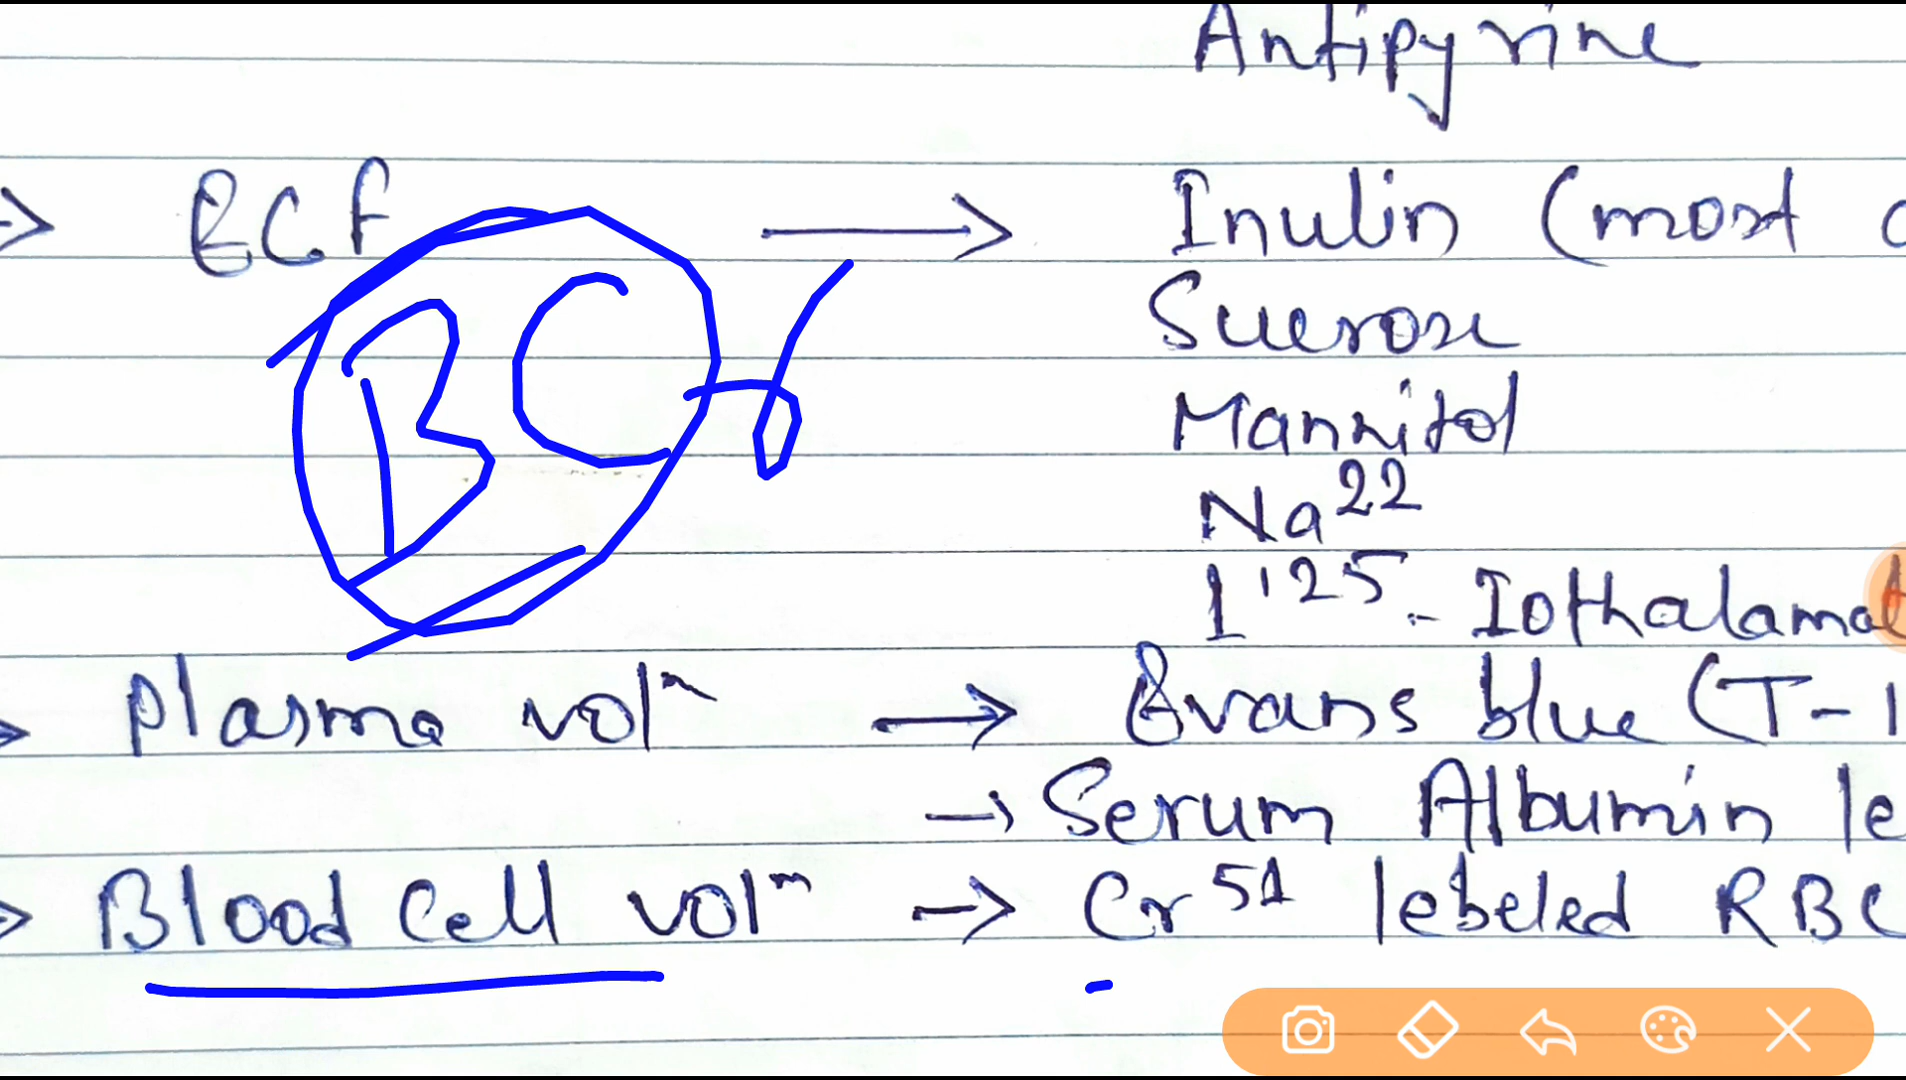 Antipyrine
→ ECF → Inulin (most
BCr
Sucrose
Mannitol
Na22
I125 - Iothalamat
→ Plasma volm → Evans blue (T-1
→ Serum Albumin le
→ Blood Cell volm → Cr51 lebeled RBC